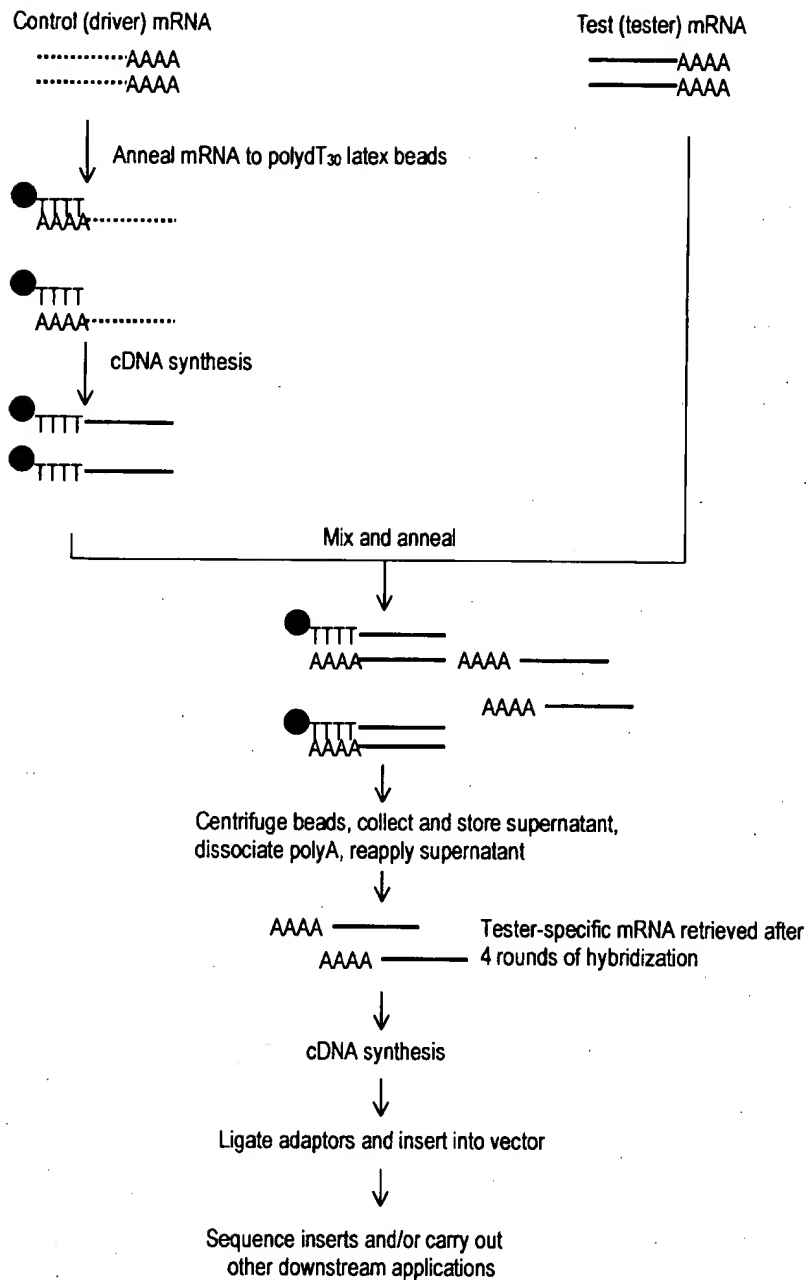 Control (driver) mRNA
Test (tester) mRNA
AAAA
AAAA
AAAA
AAAA
Anneal mRNA to polydT30 latex beads
TTTT
AAAA
TTTT
AAAA
cDNA synthesis
TTTT
TTTT
Mix and anneal
TTTT
AAAA
AAAA
AAAA
TTTT
AAAA
Centrifuge beads, collect and store supernatant,
dissociate polyA, reapply supernatant
AAAA
AAAA
Tester-specific mRNA retrieved after
4 rounds of hybridization
cDNA synthesis
Ligate adaptors and insert into vector
Sequence inserts and/or carry out
other downstream applications